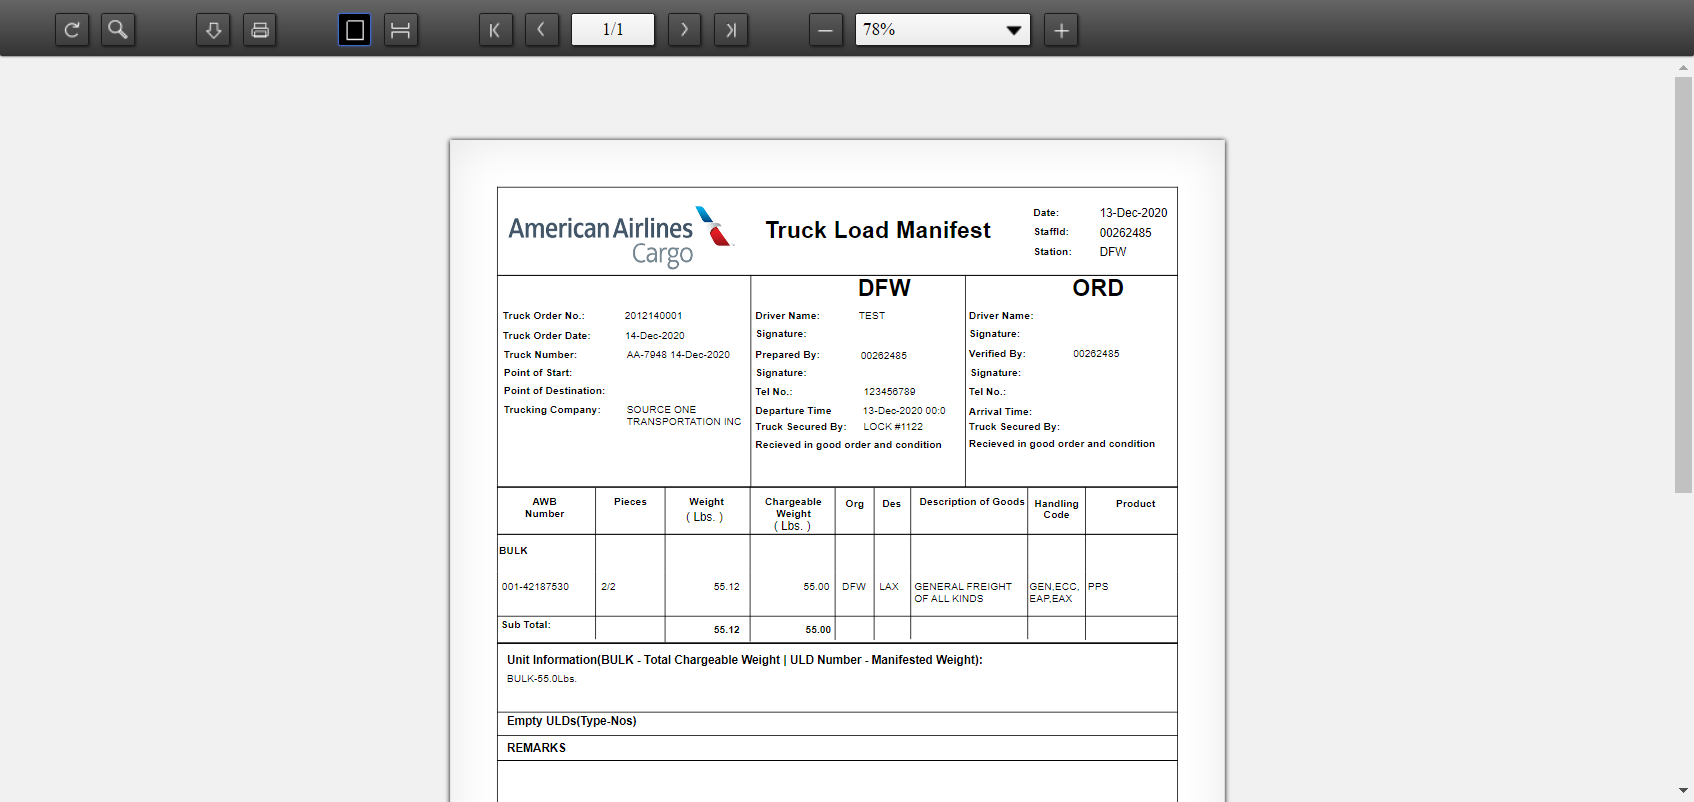 1/1
78%
American Airlines
Cargo
Truck Load Manifest
Date: 13-Dec-2020
StaffId: 00262485
Station: DFW
DFW
ORD
Truck Order No.: 2012140001
Truck Order Date: 14-Dec-2020
Truck Number: AA-7948 14-Dec-2020
Point of Start:
Point of Destination:
Trucking Company: SOURCE ONE
TRANSPORTATION INC
Driver Name: TEST
Signature:
Prepared By: 00262485
Signature:
Tel No.: 123456789
Departure Time 13-Dec-2020 00:0
Truck Secured By: LOCK #1122
Recieved in good order and condition
Driver Name:
Signature:
Verified By: 00262485
Signature:
Tel No.:
Arrival Time:
Truck Secured By:
Recieved in good order and condition
AWB
Number
Pieces
Weight
( Lbs. )
Chargeable
Weight
( Lbs. )
Org
Des
Description of Goods
Handling
Code
Product
BULK
001-42187530 2/2 55.12 55.00 DFW LAX GENERAL FREIGHT GEN,ECC, PPS
OF ALL KINDS EAP,EAX
Sub Total: 55.12 55.00
Unit Information(BULK - Total Chargeable Weight | ULD Number - Manifested Weight):
BULK-55.0Lbs.
Empty ULDs(Type-Nos)
REMARKS